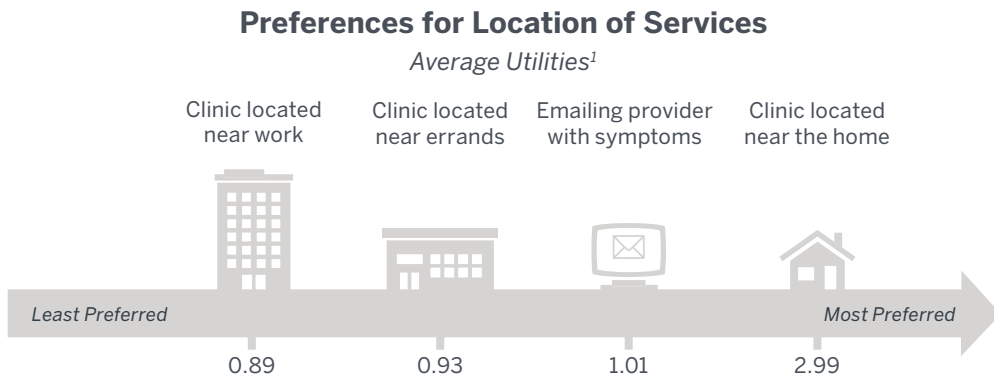 Preferences for Location of Services
Average Utilities¹
Clinic located
near work
Clinic located
near errands
Emailing provider
with symptoms
Clinic located
near the home
Least Preferred
Most Preferred
0.89
0.93
1.01
2.99